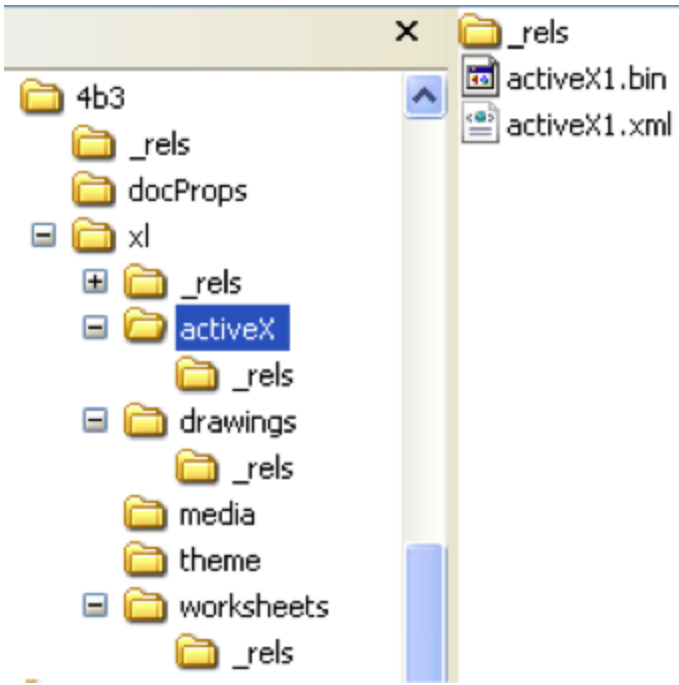 4b3
_rels
docProps
xl
_rels
activeX
_rels
drawings
_rels
media
theme
worksheets
_rels
_rels
activeX1.bin
activeX1.xml